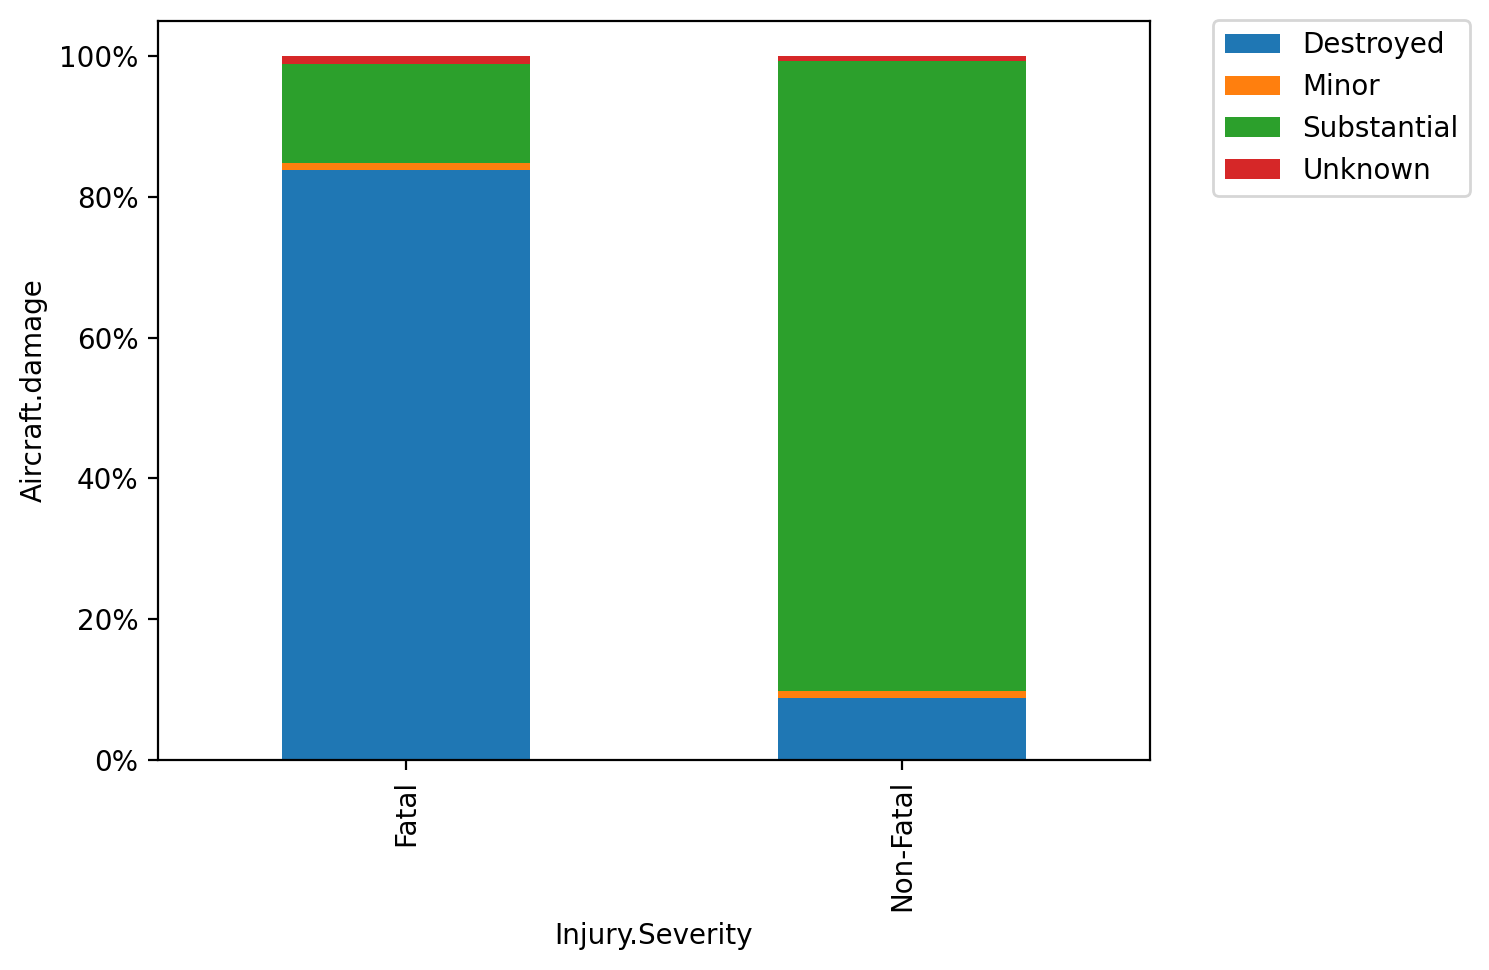 100%
80%
60%
40%
20%
0%
Aircraft.damage
Fatal
Non-Fatal
Injury.Severity
Destroyed
Minor
Substantial
Unknown